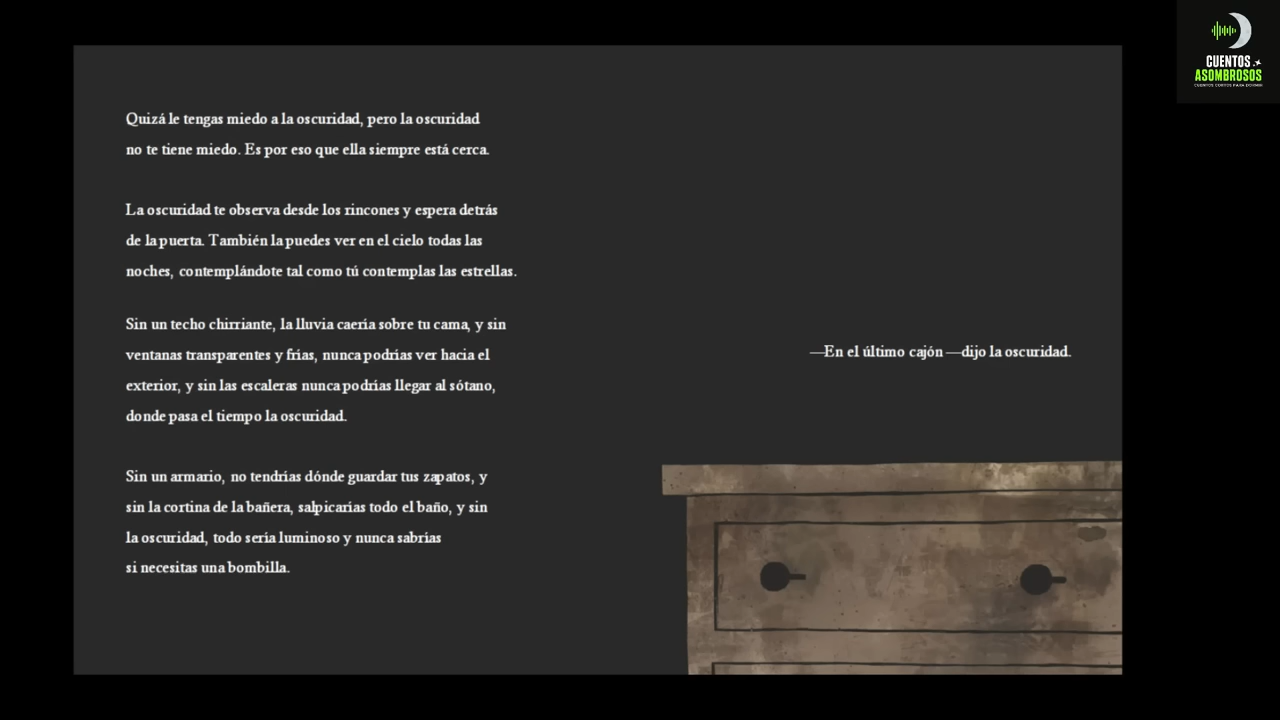 Quizá le tengas miedo a la oscuridad, pero la oscuridad
no te tiene miedo. Es por eso que ella siempre está cerca.
La oscuridad te observa desde los rincones y espera detrás
de la puerta. También la puedes ver en el cielo todas las
noches, contemplándote tal como tú contemplas las estrellas.
Sin un techo chirriante, la lluvia caería sobre tu cama, y sin
ventanas transparentes y frías, nunca podrías ver hacia el
exterior, y sin las escaleras nunca podrías llegar al sótano,
donde pasa el tiempo la oscuridad.
Sin un armario, no tendrías dónde guardar tus zapatos, y
sin la cortina de la bañera, salpicarías todo el baño, y sin
la oscuridad, todo sería luminoso y nunca sabrías
si necesitas una bombilla.
—En el último cajón —dijo la oscuridad.
CUENTOS
ASOMBROSOS
CUENTOS CORTOS PARA DORMIR